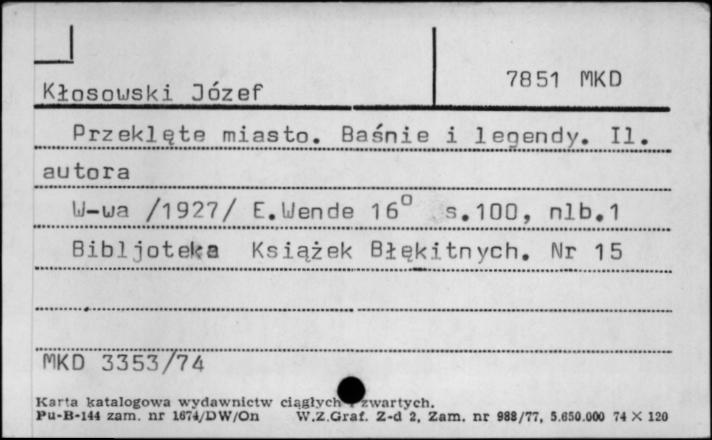 Kłosowski Józef
7851 MKD
Przeklęte miasto. Baśnie i legendy. Il.
autora
W-wa /1927/ E.Wende 16° s.100, nlb.1
Bibljoteka Książek Błękitnych. Nr 15
MKD 3353/74
Karta katalogowa wydawnictw ciągłych i zwartych.
Pu-B-144 zam. nr 1674/DW/On W.Z.Graf. Z-d 2, Zam. nr 988/77, 5.650.000 74 X 120